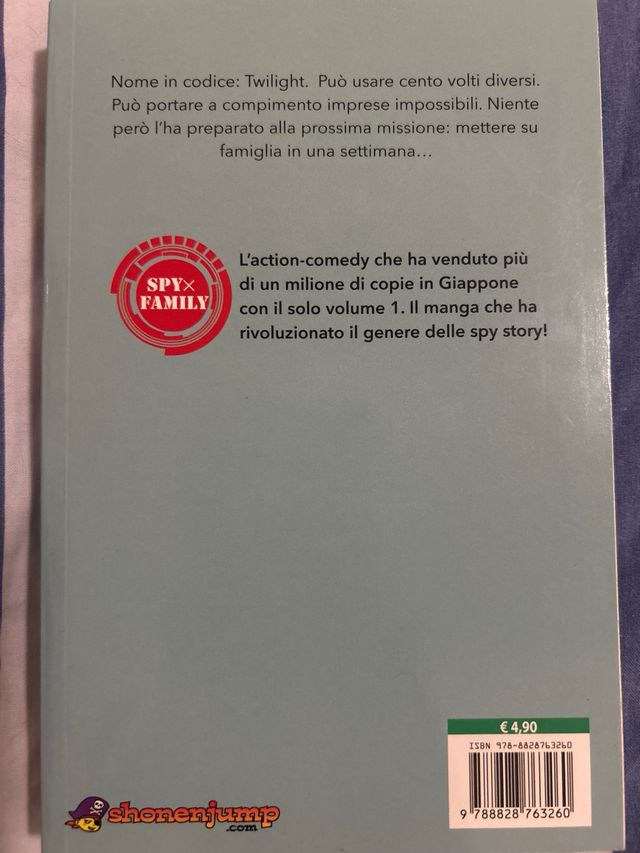 Nome in codice: Twilight. Può usare cento volti diversi.
Può portare a compimento imprese impossibili. Niente
però l'ha preparato alla prossima missione: mettere su
famiglia in una settimana...
SPY×
FAMILY
L'action-comedy che ha venduto più
di un milione di copie in Giappone
con il solo volume 1. Il manga che ha
rivoluzionato il genere delle spy story!
€ 4,90
ISBN 978-8828763260
9 788828 763260
shonenjump
.com